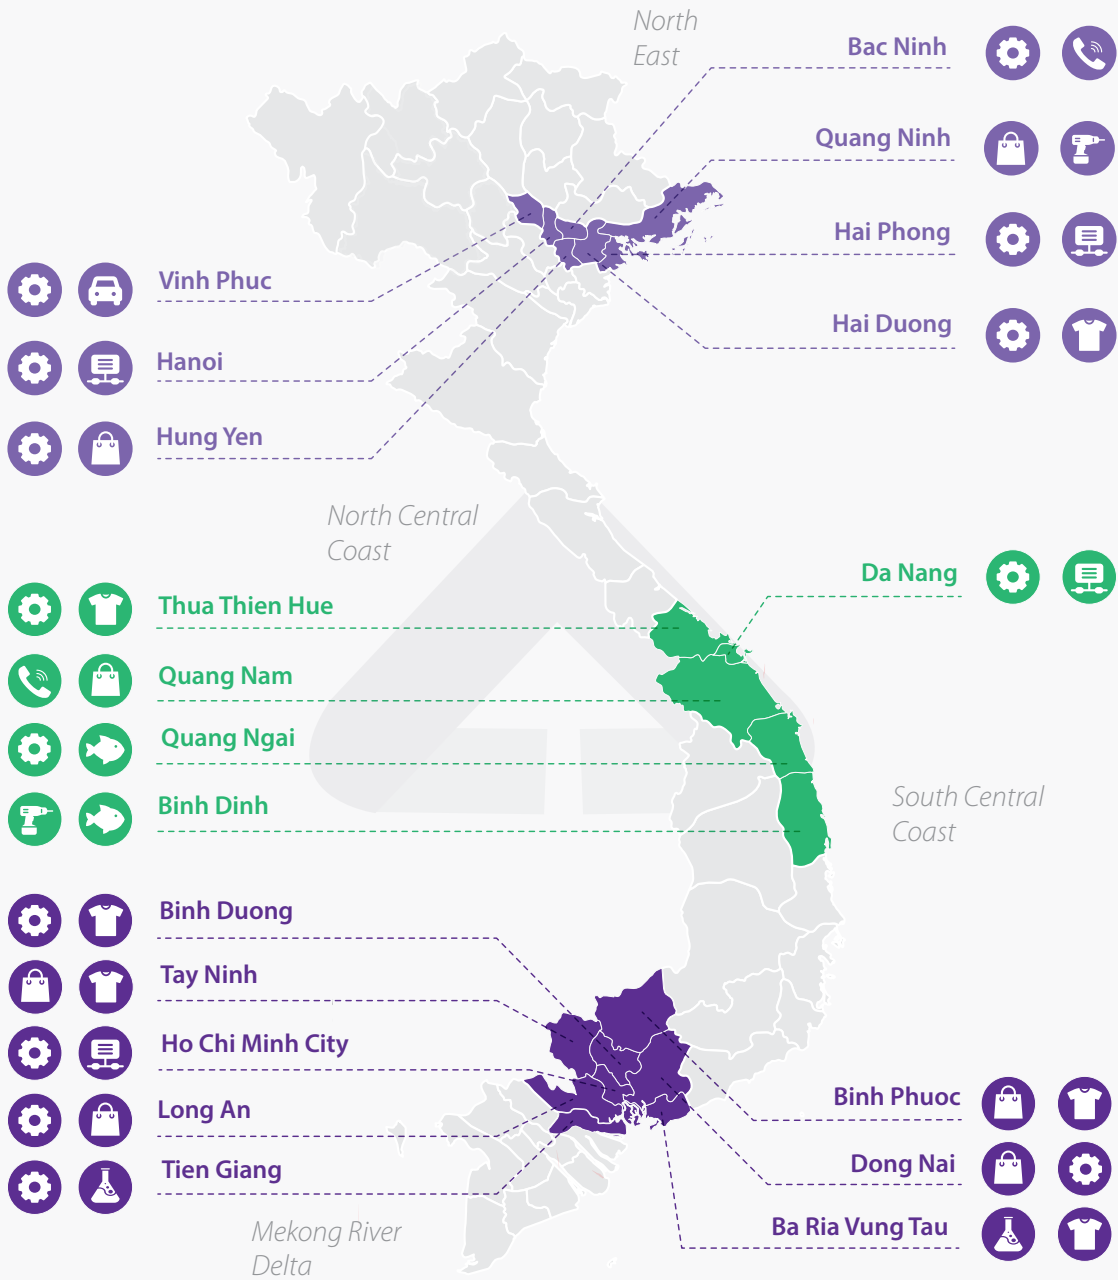 North
East
Bac Ninh
Quang Ninh
Hai Phong
Vinh Phuc
Hai Duong
Hanoi
Hung Yen
North Central
Coast
Da Nang
Thua Thien Hue
Quang Nam
Quang Ngai
Binh Dinh
South Central
Coast
Binh Duong
Tay Ninh
Ho Chi Minh City
Long An
Tien Giang
Binh Phuoc
Dong Nai
Ba Ria Vung Tau
Mekong River
Delta